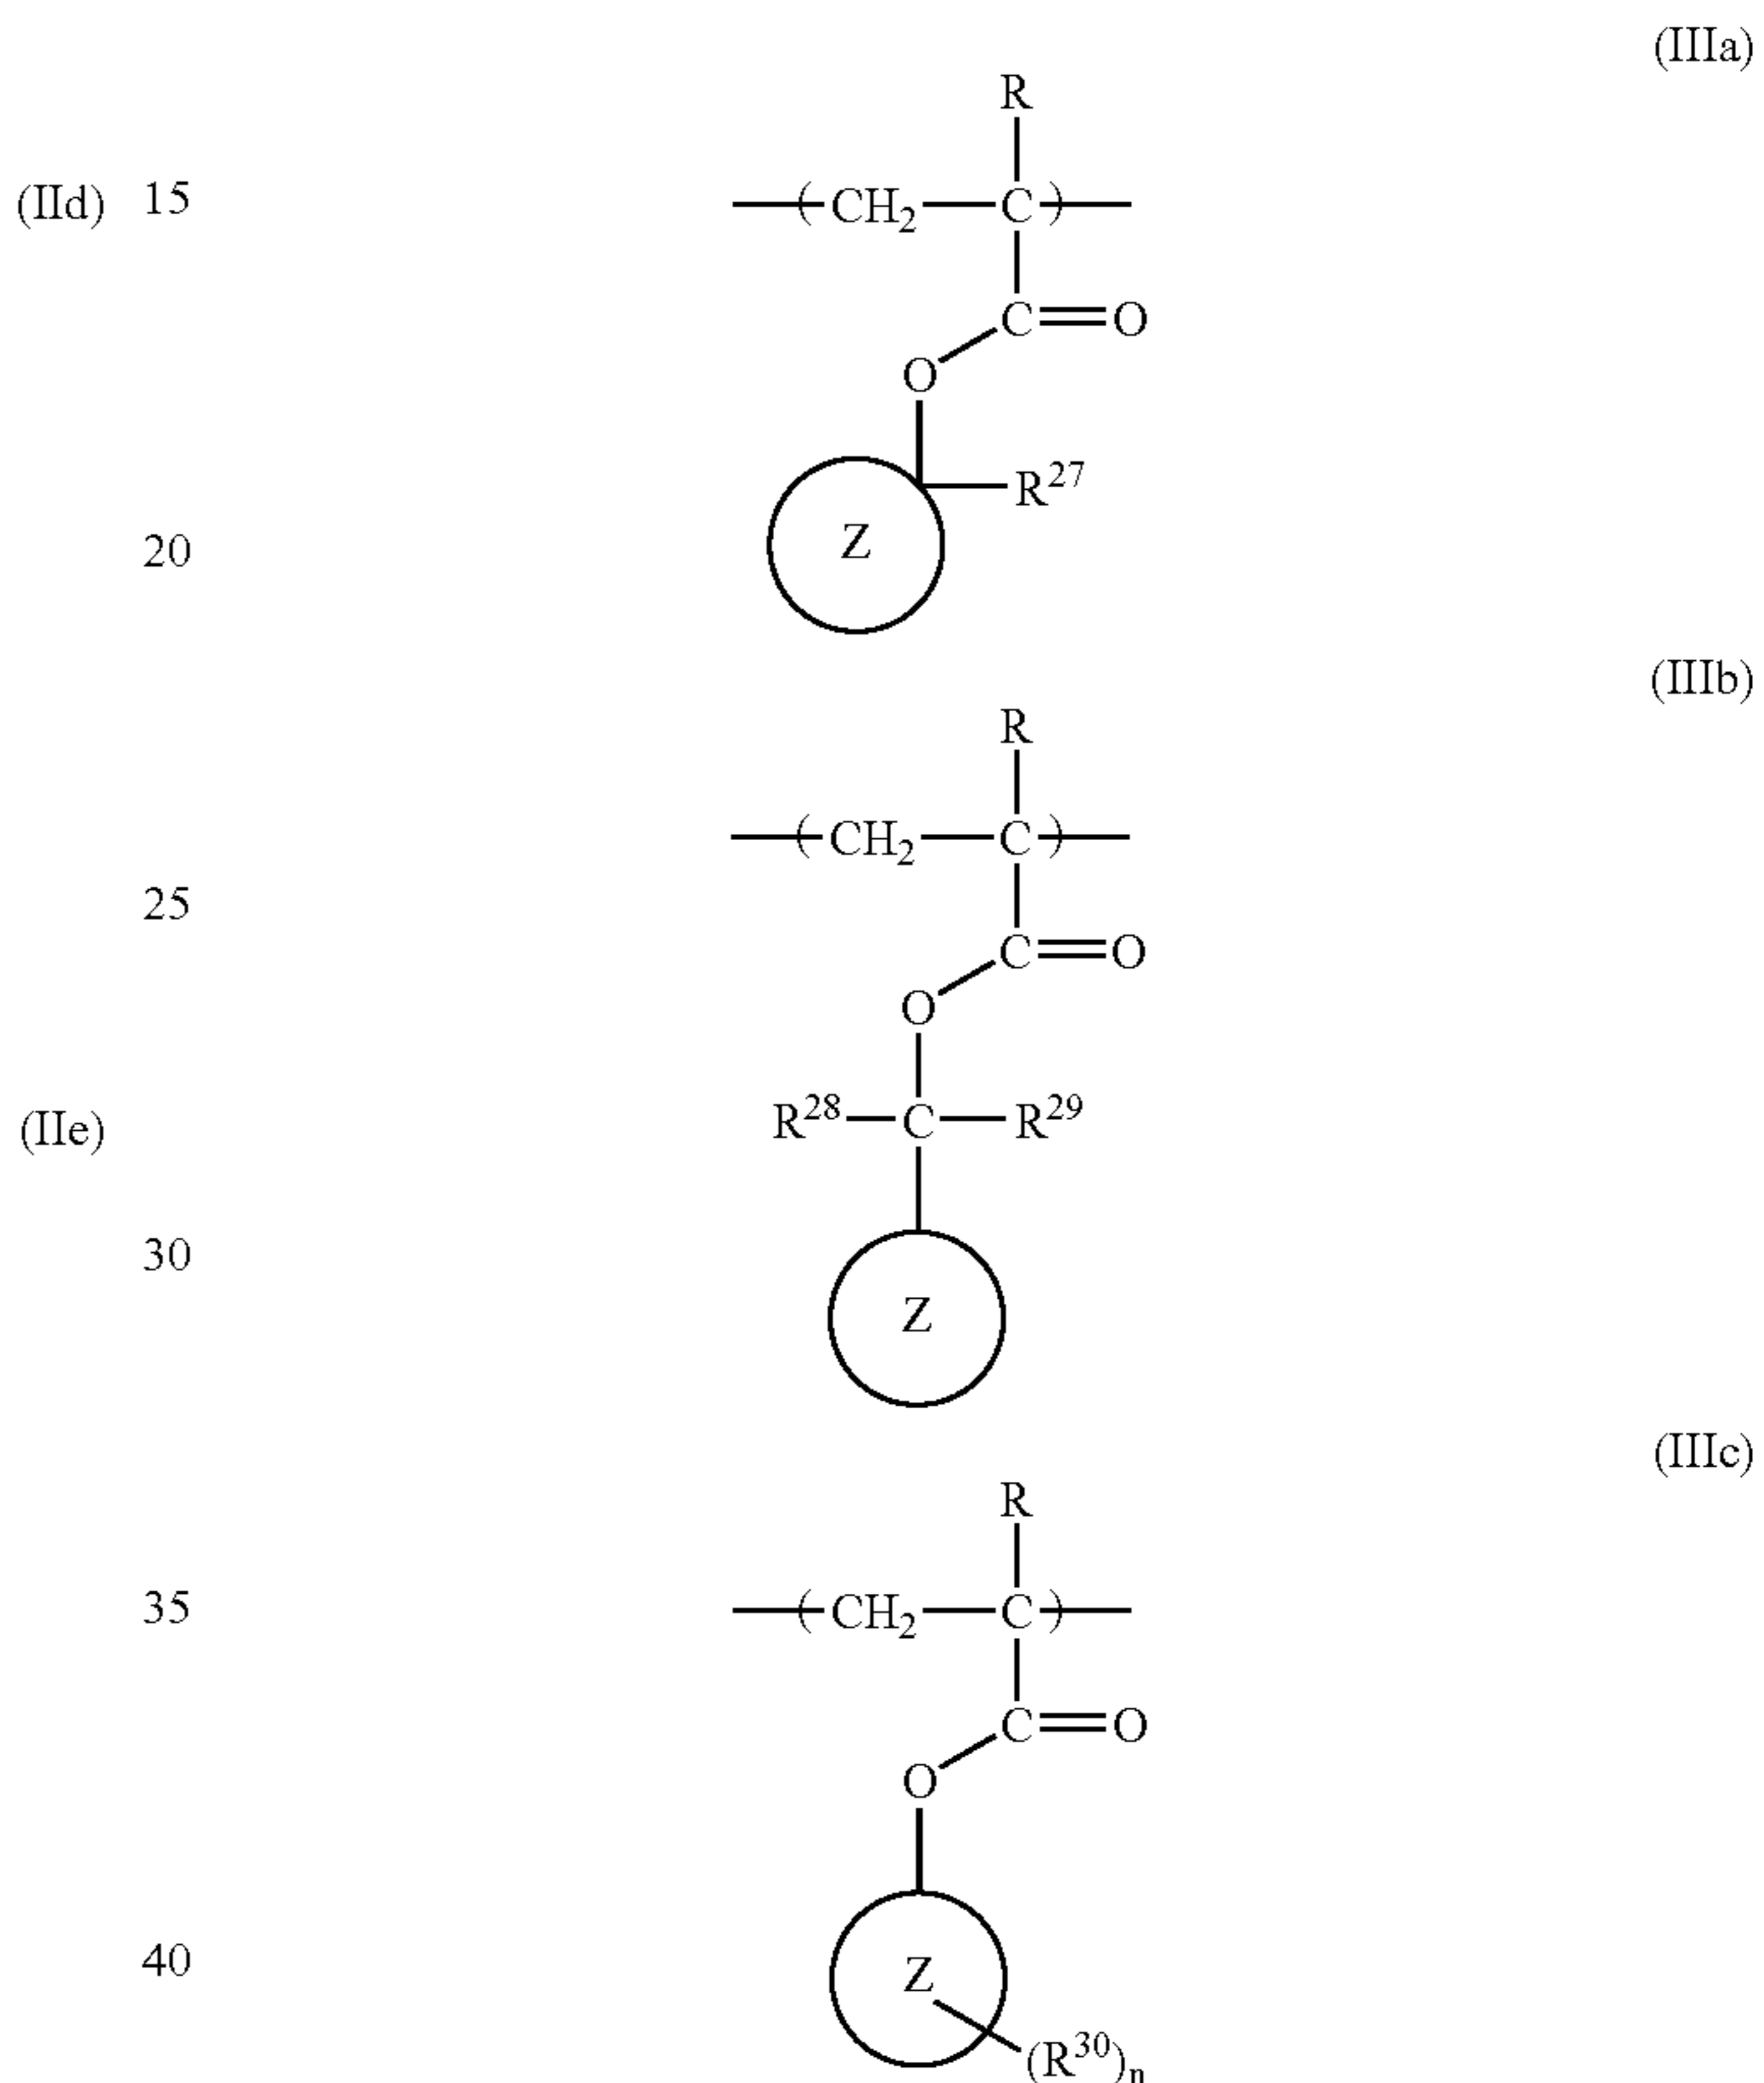 (IIIa)
R
(IId) 15 —( CH₂—C )—
C=O
O
R²⁷
20 Z
(IIIb)
R
—( CH₂—C )—
25
C=O
O
(IIe) R²⁸—C—R²⁹
30
Z
(IIIc)
R
35 —( CH₂—C )—
C=O
O
40 Z
(R³⁰)ₙ